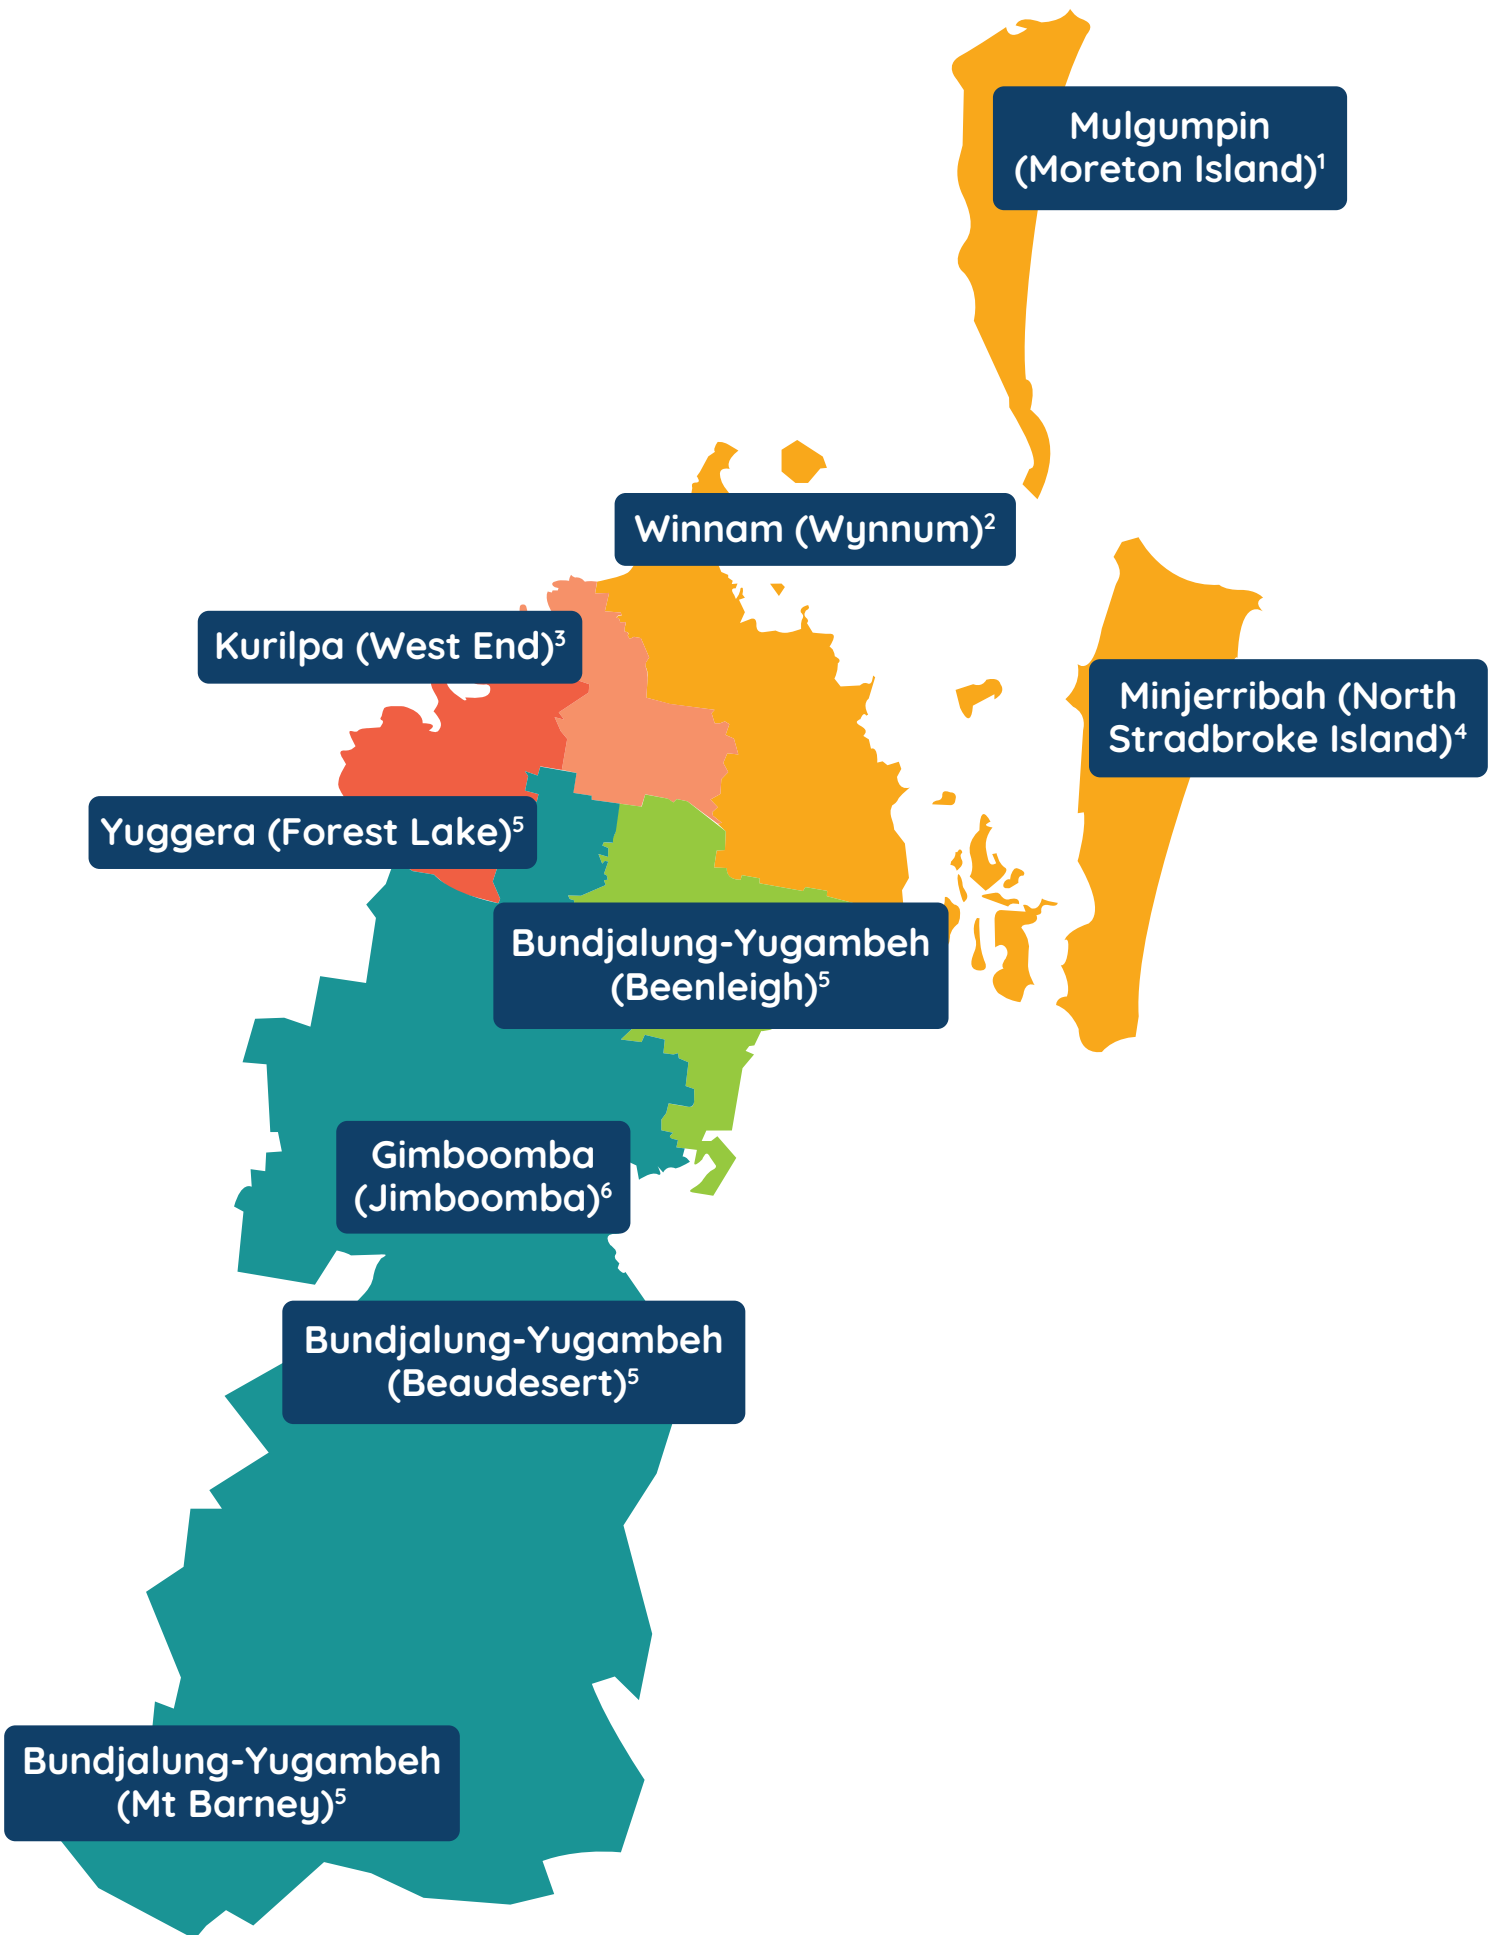 Mulgumpin
(Moreton Island)¹
Winnam (Wynnum)²
Kurilpa (West End)³
Minjerribah (North
Stradbroke Island)⁴
Yuggera (Forest Lake)⁵
Bundjalung-Yugambeh
(Beenleigh)⁵
Gimboomba
(Jimboomba)⁶
Bundjalung-Yugambeh
(Beaudesert)⁵
Bundjalung-Yugambeh
(Mt Barney)⁵